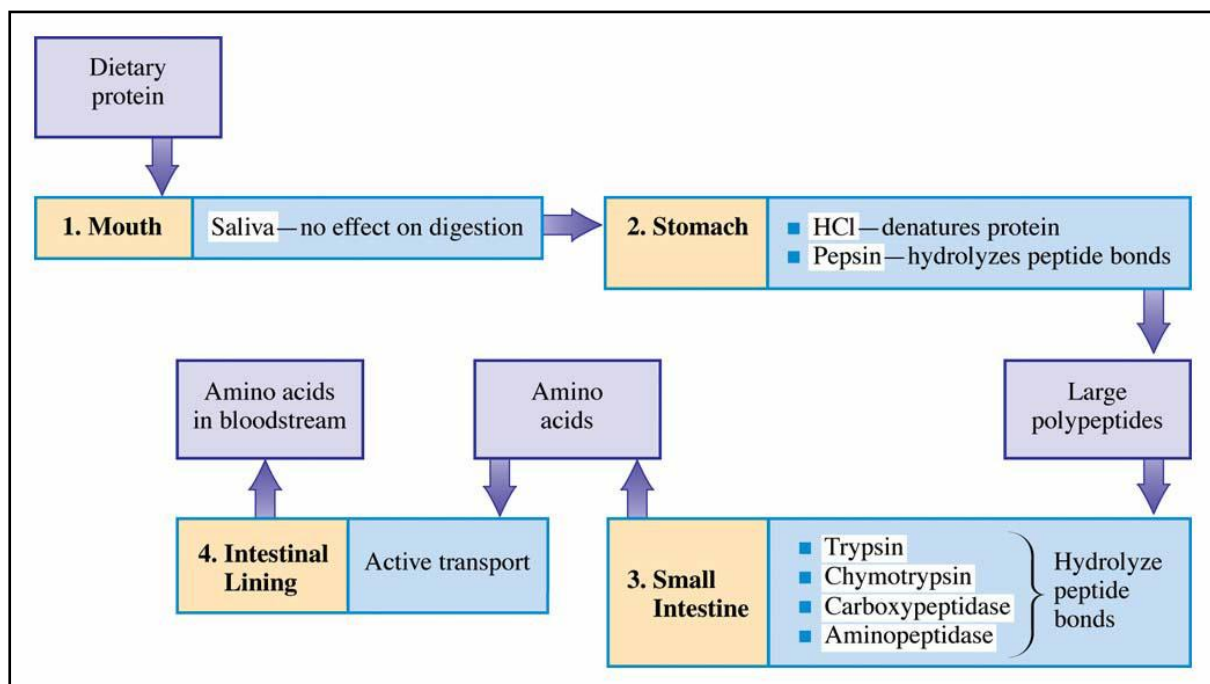 Dietary
protein
1. Mouth
Saliva—no effect on digestion
2. Stomach
■ HCl—denatures protein
■ Pepsin—hydrolyzes peptide bonds
Large
polypeptides
3. Small
Intestine
■ Trypsin
■ Chymotrypsin
■ Carboxypeptidase
■ Aminopeptidase
Hydrolyze
peptide
bonds
Amino
acids
4. Intestinal
Lining
Active transport
Amino acids
in bloodstream